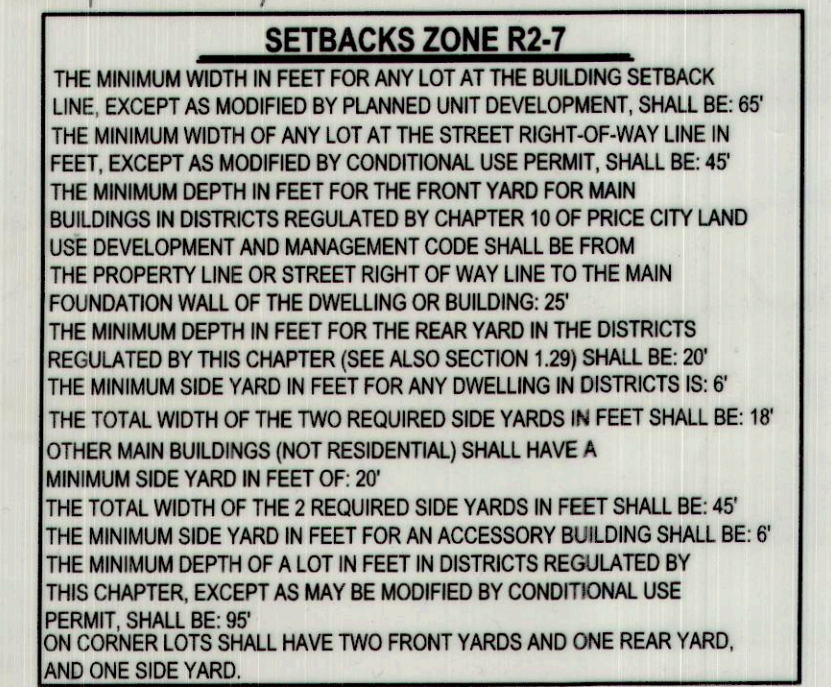 SETBACKS ZONE R2-7
THE MINIMUM WIDTH IN FEET FOR ANY LOT AT THE BUILDING SETBACK
LINE, EXCEPT AS MODIFIED BY PLANNED UNIT DEVELOPMENT, SHALL BE: 65'
THE MINIMUM WIDTH OF ANY LOT AT THE STREET RIGHT-OF-WAY LINE IN
FEET, EXCEPT AS MODIFIED BY CONDITIONAL USE PERMIT, SHALL BE: 45'
THE MINIMUM DEPTH IN FEET FOR THE FRONT YARD FOR MAIN
BUILDINGS IN DISTRICTS REGULATED BY CHAPTER 10 OF PRICE CITY LAND
USE DEVELOPMENT AND MANAGEMENT CODE SHALL BE FROM
THE PROPERTY LINE OR STREET RIGHT OF WAY LINE TO THE MAIN
FOUNDATION WALL OF THE DWELLING OR BUILDING: 25'
THE MINIMUM DEPTH IN FEET FOR THE REAR YARD IN THE DISTRICTS
REGULATED BY THIS CHAPTER (SEE ALSO SECTION 1.29) SHALL BE: 20'
THE MINIMUM SIDE YARD IN FEET FOR ANY DWELLING IN DISTRICTS IS: 6'
THE TOTAL WIDTH OF THE TWO REQUIRED SIDE YARDS IN FEET SHALL BE: 18'
OTHER MAIN BUILDINGS (NOT RESIDENTIAL) SHALL HAVE A
MINIMUM SIDE YARD IN FEET OF: 20'
THE TOTAL WIDTH OF THE 2 REQUIRED SIDE YARDS IN FEET SHALL BE: 45'
THE MINIMUM SIDE YARD IN FEET FOR AN ACCESSORY BUILDING SHALL BE: 6'
THE MINIMUM DEPTH OF A LOT IN FEET IN DISTRICTS REGULATED BY
THIS CHAPTER, EXCEPT AS MAY BE MODIFIED BY CONDITIONAL USE
PERMIT, SHALL BE: 95'
ON CORNER LOTS SHALL HAVE TWO FRONT YARDS AND ONE REAR YARD,
AND ONE SIDE YARD.